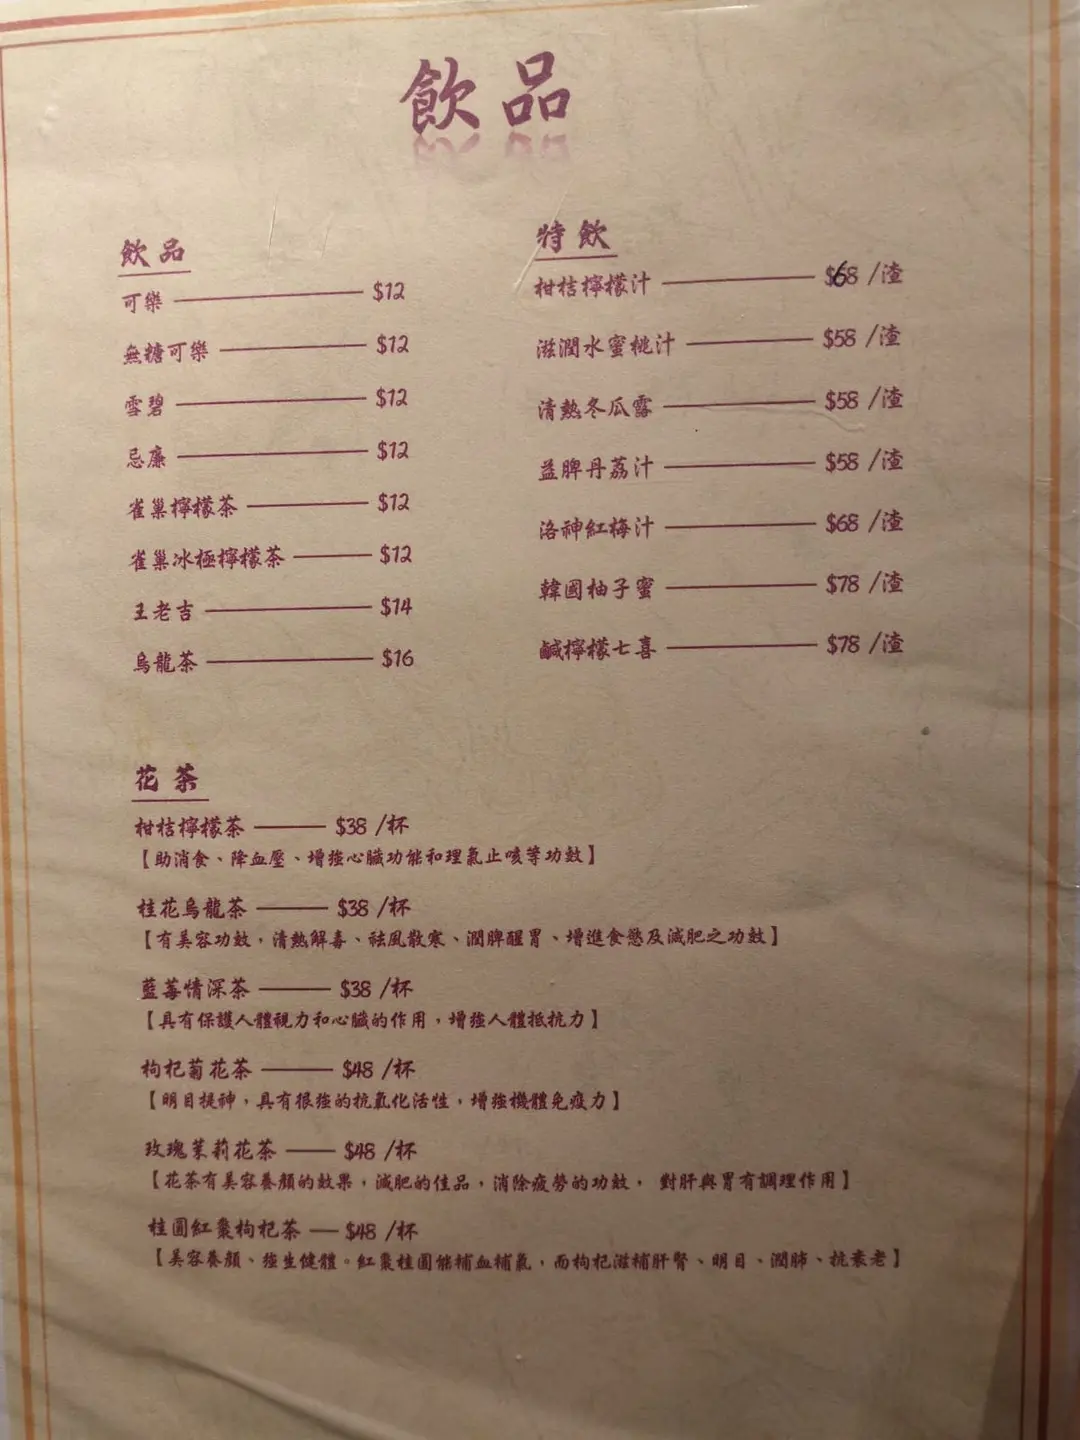 飲品
飲品
可樂 $12
無糖可樂 $12
雪碧 $12
忌廉 $12
雀巢檸檬茶 $12
雀巢冰極檸檬茶 $12
王老吉 $14
烏龍茶 $16
特飲
柑桔檸檬汁 $68 /渣
滋潤水蜜桃汁 $58 /渣
清熱冬瓜露 $58 /渣
益脾丹荔汁 $58 /渣
洛神紅梅汁 $68 /渣
韓國柚子蜜 $78 /渣
鹹檸檬七喜 $78 /渣
花茶
柑桔檸檬茶 $38 /杯
【助消食、降血壓、增強心臟功能和理氣止咳等功效】
桂花烏龍茶 $38 /杯
【有美容功效，清熱解毒、祛風散寒、潤脾醒胃、增進食慾及減肥之功效】
藍莓情深茶 $38 /杯
【具有保護人體視力和心臟的作用，增強人體抵抗力】
枸杞菊花茶 $48 /杯
【明目提神，具有很強的抗氧化活性，增強機體免疫力】
玫瑰茉莉花茶 $48 /杯
【花茶有美容養顏的效果，減肥的佳品，消除疲勞的功效， 對肝與胃有調理作用】
桂圓紅棗枸杞茶 $48 /杯
【美容養顏、強生健體。紅棗桂圓能補血補氣，而枸杞滋補肝腎、明目、潤肺、抗衰老】